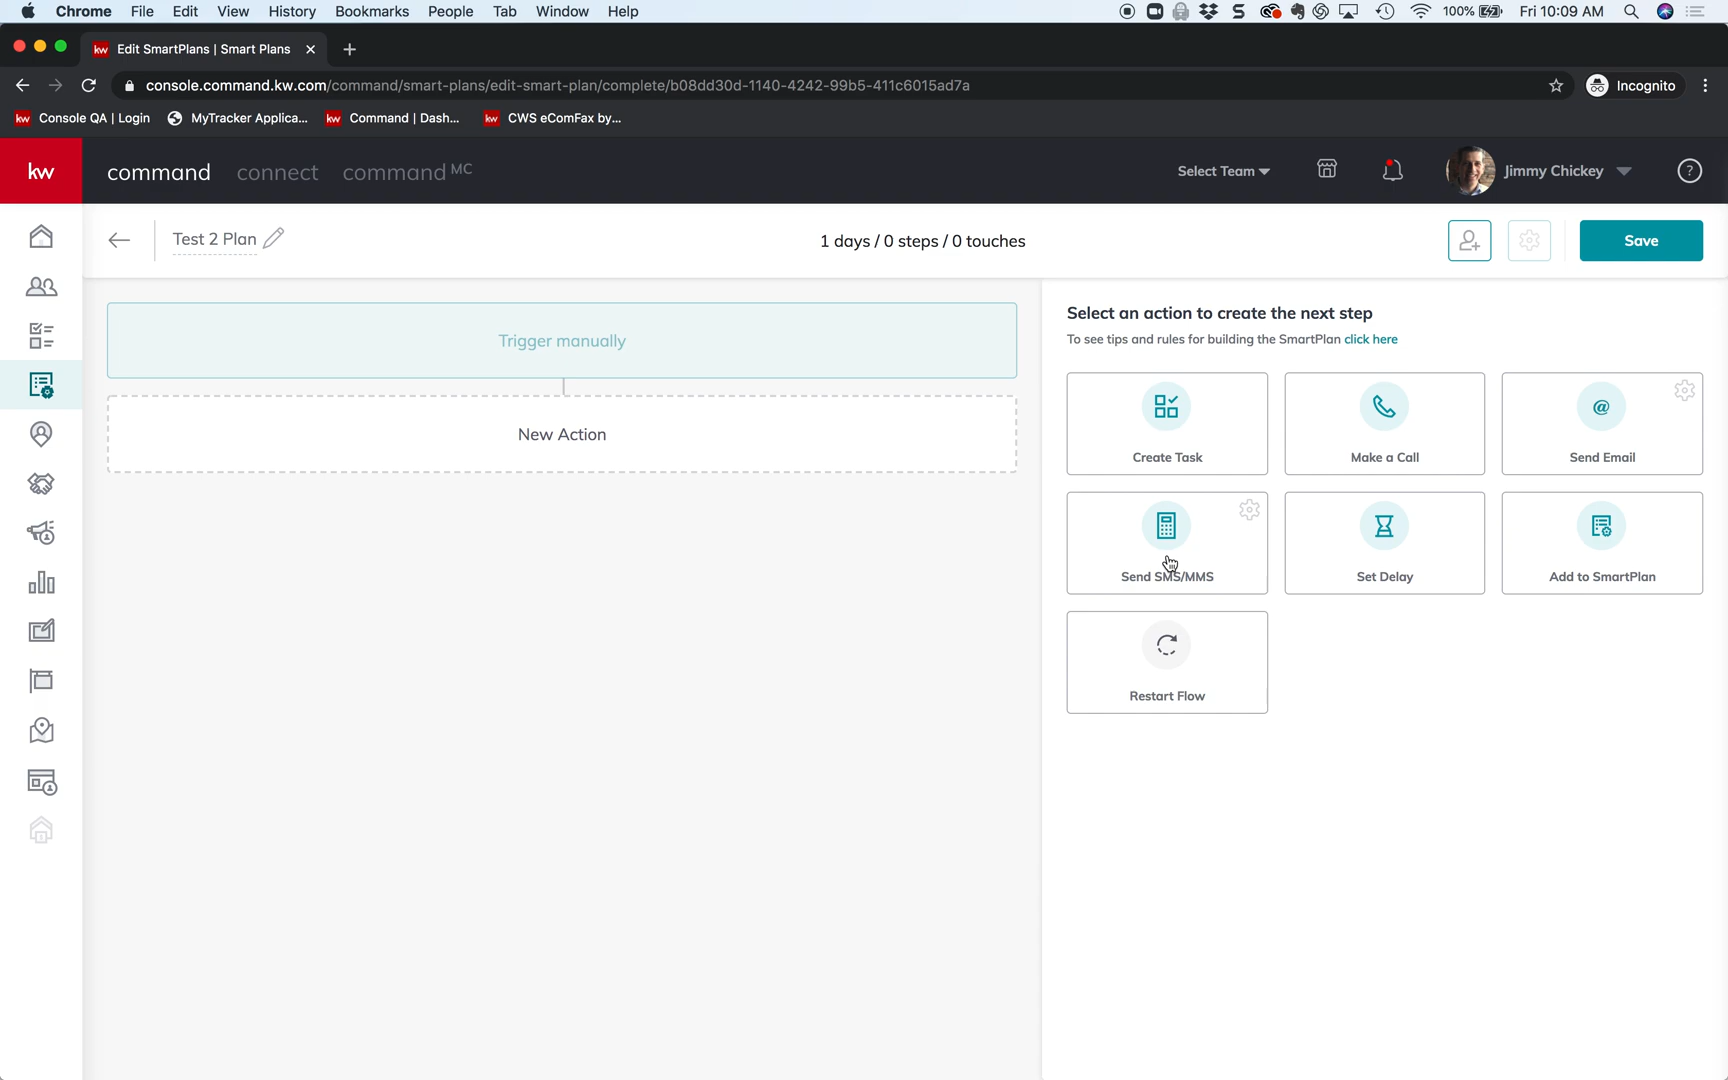 Chrome File Edit View History Bookmarks People Tab Window Help 100% Fri 10:09 AM
kw Edit SmartPlans | Smart Plans
console.command.kw.com/command/smart-plans/edit-smart-plan/complete/b08dd30d-1140-4242-99b5-411c6015ad7a Incognito
kw Console QA | Login MyTracker Applica... kw Command | Dash... kw CWS eComFax by...
kw command connect command MC Select Team Jimmy Chickey ?
Test 2 Plan 1 days / 0 steps / 0 touches Save
Trigger manually
New Action
Select an action to create the next step
To see tips and rules for building the SmartPlan click here
Create Task Make a Call @ Send Email
Send SMS/MMS Set Delay Add to SmartPlan
Restart Flow